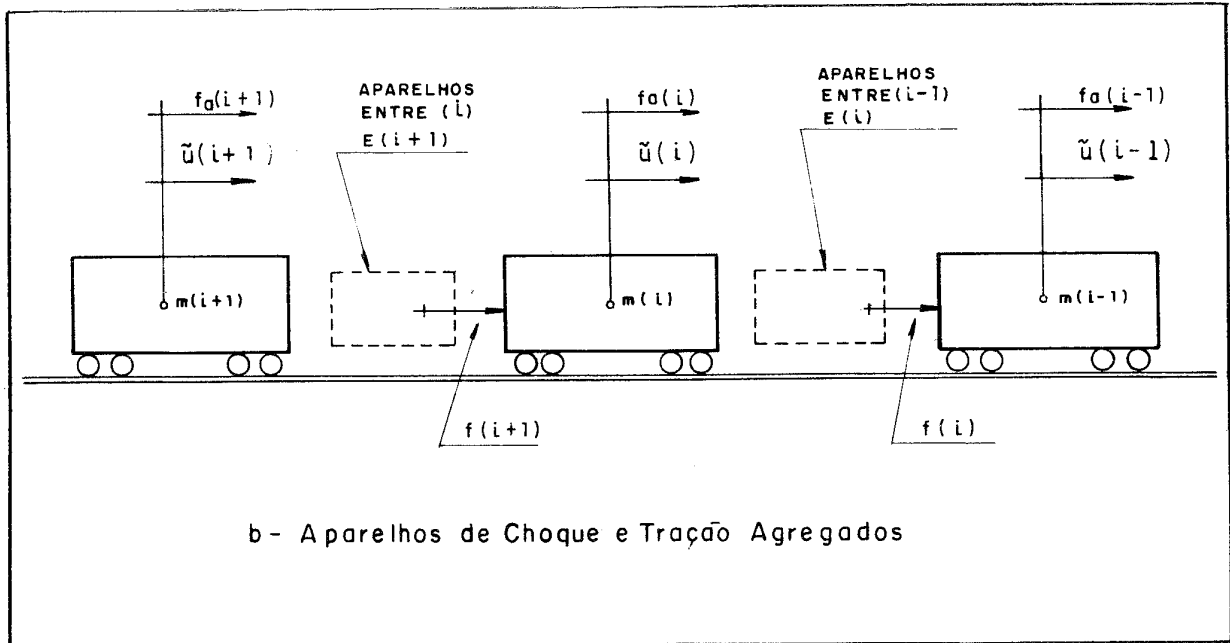 fa(i+1)
ũ(i+1)
APARELHOS
ENTRE (i)
E(i+1)
fa(i)
ũ(i)
APARELHOS
ENTRE(i-1)
E(i)
fa(i-1)
ũ(i-1)
m(i+1)
m(i)
m(i-1)
f(i+1)
f(i)
b- Aparelhos de Choque e Tração Agregados